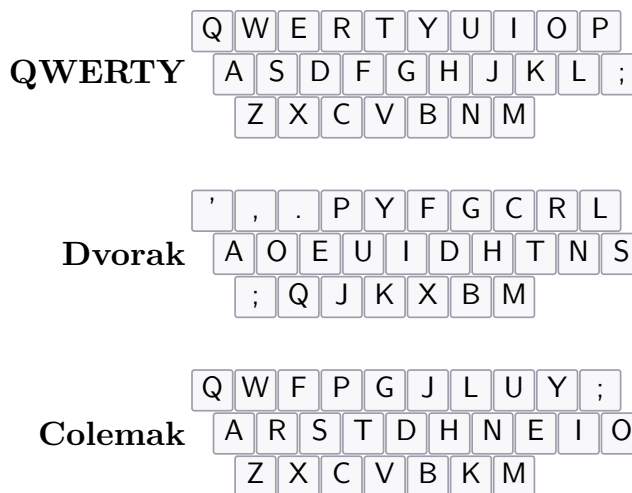 Q W E R T Y U I O P
QWERTY A S D F G H J K L ;
Z X C V B N M
' , . P Y F G C R L
Dvorak A O E U I D H T N S
; Q J K X B M
Q W F P G J L U Y ;
Colemak A R S T D H N E I O
Z X C V B K M